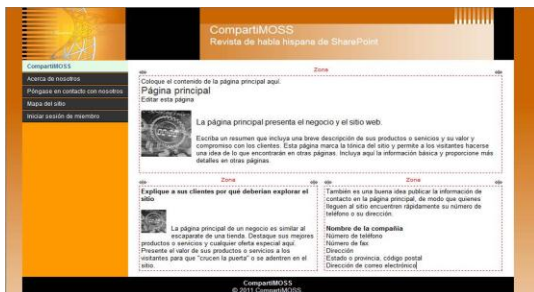 CompartiMOSS
Revista de habla hispana de SharePoint
CompartiMOSS
Acerca de nosotros
Póngase en contacto con nosotros
Mapa del sitio
Iniciar sesión de miembro
Zona
Coloque el contenido de la página principal aquí.
Página principal
Editar esta página
La página principal presenta el negocio y el sitio web.
Escriba un resumen que incluya una breve descripción de sus productos o servicios y su valor y
compromiso con los clientes. Esta página marca la tónica del sitio y permite a los visitantes hacerse
una idea de lo que encontrarán en otras páginas. Incluya aquí la información básica y proporcione más
detalles en otras páginas.
Zona
Explique a sus clientes por qué deberían explorar el
sitio
La página principal de un negocio es similar al
escaparate de una tienda. Destaque sus mejores
productos o servicios y cualquier oferta especial aquí.
Presente el valor de sus productos o servicios a los
visitantes para que "crucen la puerta" o se adentren en el
sitio.
Zona
También es una buena idea publicar la información de
contacto en la página principal, de modo que quienes
lleguen al sitio encuentren rápidamente su número de
teléfono o su dirección.
Nombre de la compañía
Número de teléfono
Número de fax
Dirección
Estado o provincia, código postal
Dirección de correo electrónico
CompartiMOSS
© 2011 CompartiMOSS